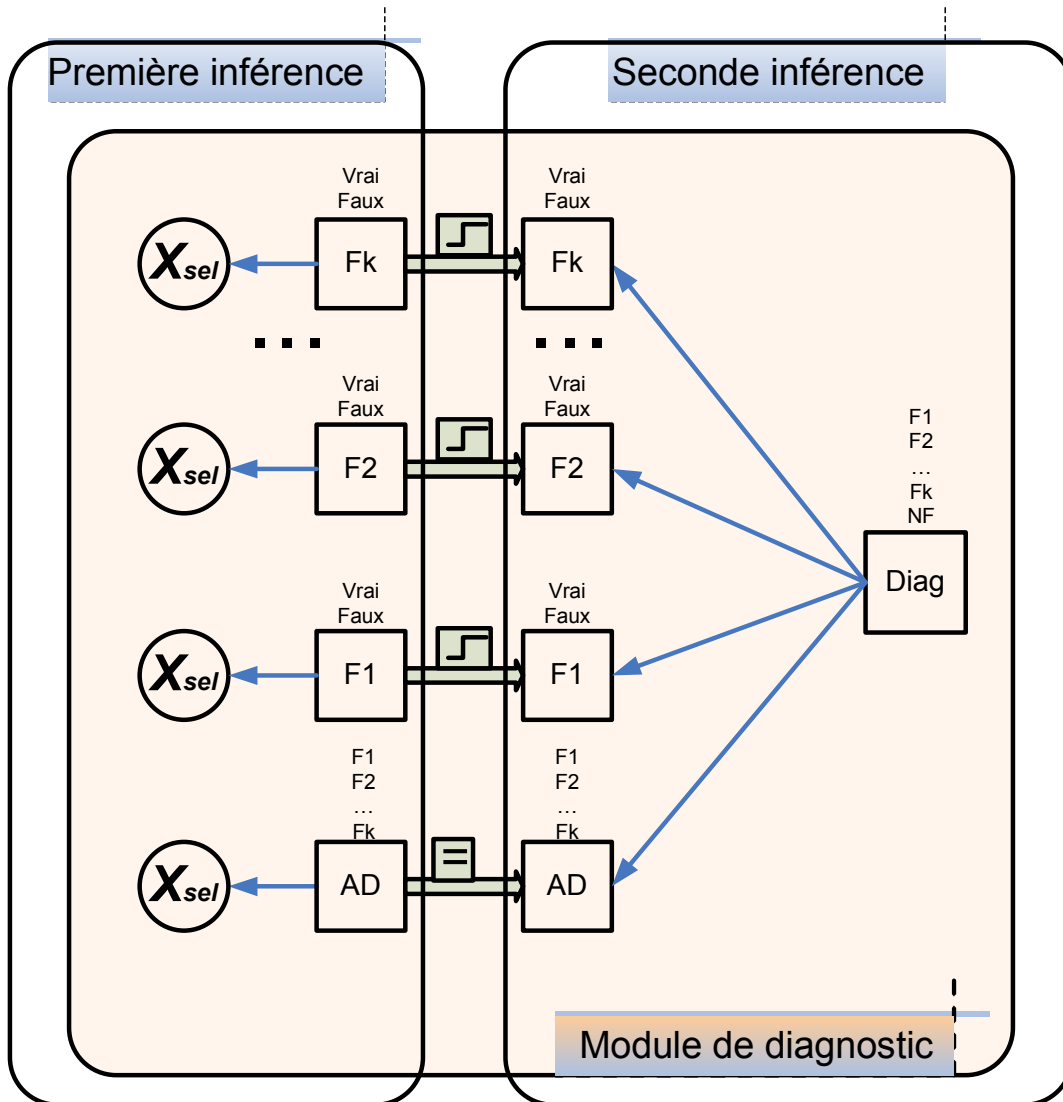 Première inférence
Seconde inférence
Vrai
Faux
Vrai
Faux
Xsel
Fk
Fk
...
...
Vrai
Faux
Vrai
Faux
Xsel
F2
F2
F1
F2
...
Fk
NF
Diag
Vrai
Faux
Vrai
Faux
Xsel
F1
F1
F1
F2
...
Fk
F1
F2
...
Fk
=
Xsel
AD
AD
Module de diagnostic